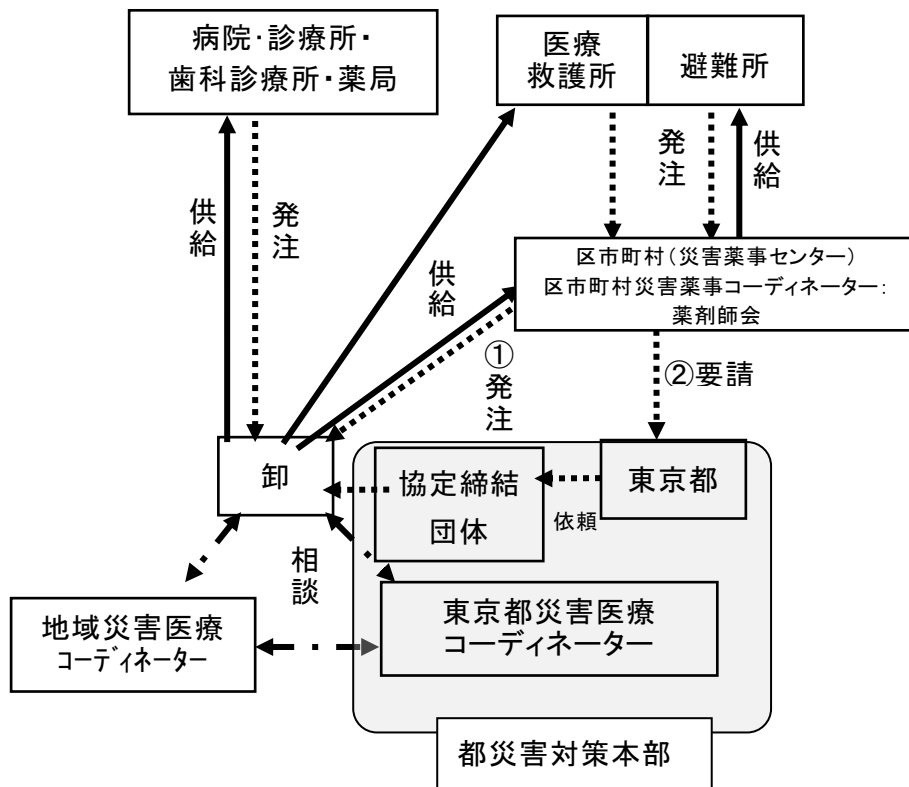 病院・診療所・
歯科診療所・薬局
医療
救護所
避難所
供給
発注
発注
供給
区市町村（災害薬事センター）
区市町村災害薬事コーディネーター：
薬剤師会
供給
①
発注
②要請
卸
協定締結
団体
依頼
東京都
相談
地域災害医療
コーディネーター
東京都災害医療
コーディネーター
都災害対策本部